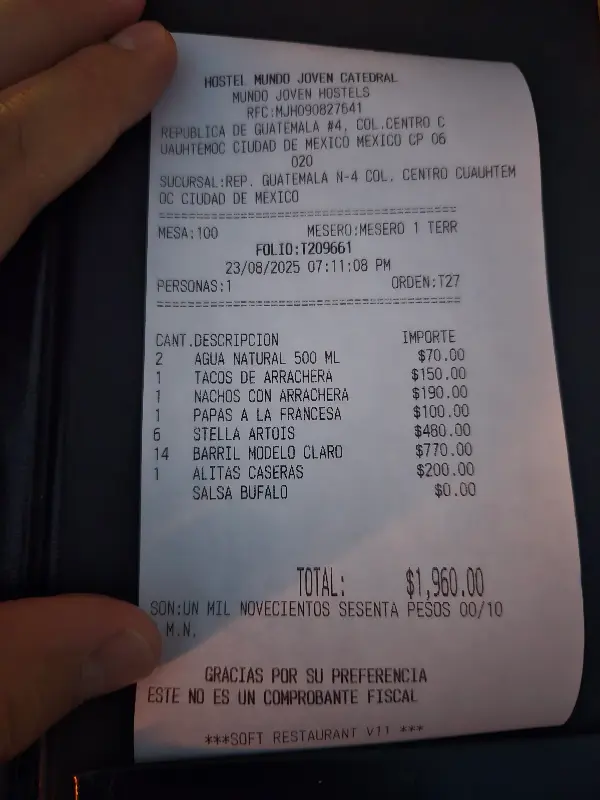 HOSTEL MUNDO JOVEN CATEDRAL
MUNDO JOVEN HOSTELS
RFC:MJH090827641
REPUBLICA DE GUATEMALA #4, COL.CENTRO C
UAUHTEMOC CIUDAD DE MEXICO MEXICO CP 06
020
SUCURSAL:REP. GUATEMALA N-4 COL. CENTRO CUAUHTEM
OC CIUDAD DE MEXICO
=========================================
MESA:100 MESERO:MESERO 1 TERR
FOLIO:T209661
23/08/2025 07:11:08 PM
PERSONAS:1 ORDEN:T27
=========================================
CANT.DESCRIPCION IMPORTE
2 AGUA NATURAL 500 ML $70.00
1 TACOS DE ARRACHERA $150.00
1 NACHOS CON ARRACHERA $190.00
1 PAPAS A LA FRANCESA $100.00
6 STELLA ARTOIS $480.00
14 BARRIL MODELO CLARO $770.00
1 ALITAS CASERAS $200.00
SALSA BUFALO $0.00
TOTAL: $1,960.00
SON:UN MIL NOVECIENTOS SESENTA PESOS 00/10
M.N.
GRACIAS POR SU PREFERENCIA
ESTE NO ES UN COMPROBANTE FISCAL
***SOFT RESTAURANT V11 ***